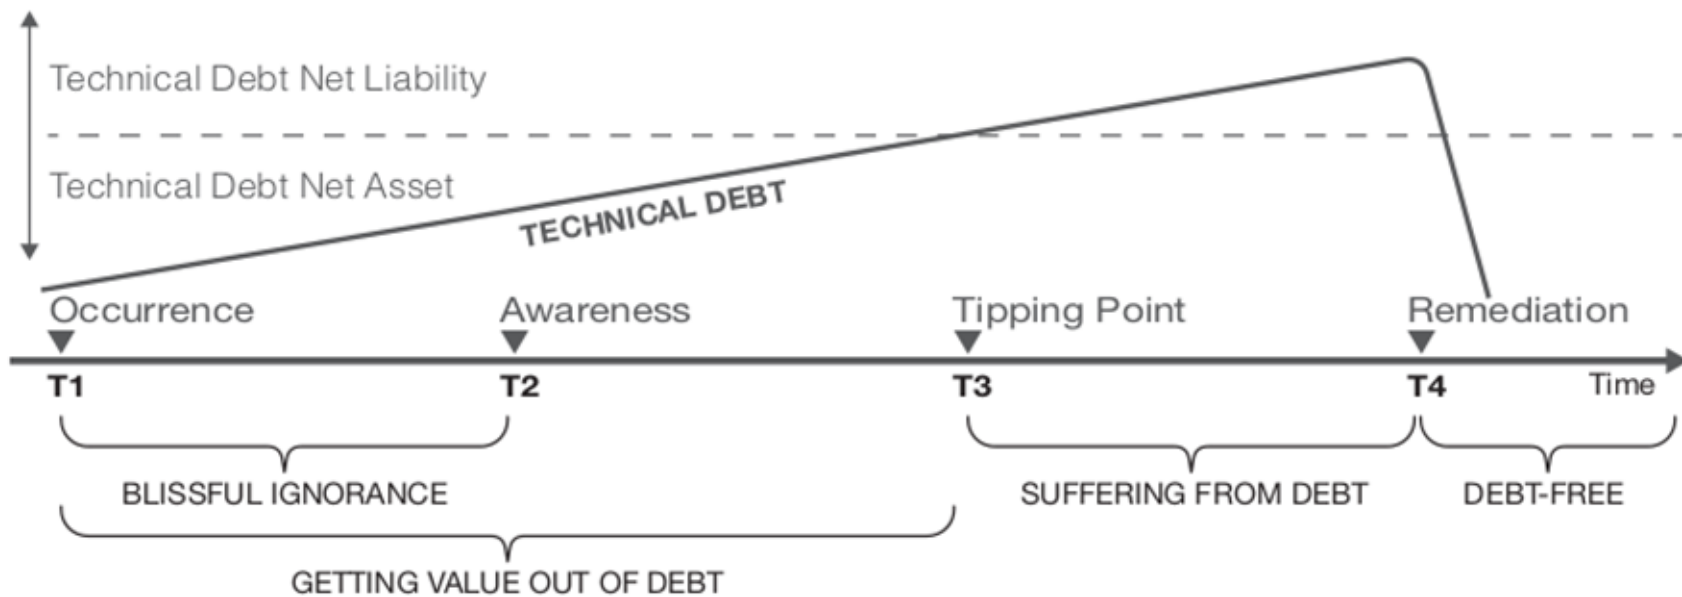 Technical Debt Net Liability
Technical Debt Net Asset
TECHNICAL DEBT
Occurrence
Awareness
Tipping Point
Remediation
T1
T2
T3
T4
Time
BLISSFUL IGNORANCE
SUFFERING FROM DEBT
DEBT-FREE
GETTING VALUE OUT OF DEBT